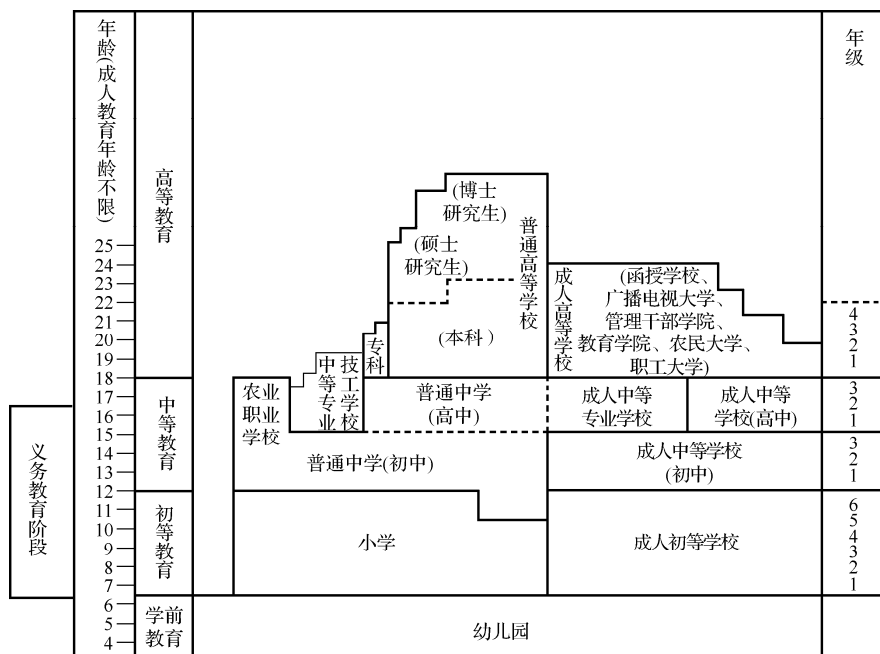 年龄(成人教育年龄不限)
年级
高等教育
(博士
研究生)
(硕士
研究生)
普通高等学校
(本科)
专科
成人高等学校
(函授学校、
广播电视大学、
管理干部学院、
教育学院、农民大学、
职工大学)
25
24
23
22
21
20
19
18
17
16
15
14
13
12
11
10
9
8
7
6
5
4
4
3
2
1
中等教育
农业
职业
学校
中等专业
技工学校
普通中学
(高中)
成人中等
专业学校
成人中等
学校(高中)
3
2
1
普通中学(初中)
成人中等学校
(初中)
3
2
1
义务教育阶段
初等教育
小学
成人初等学校
6
5
4
3
2
1
学前
教育
幼儿园